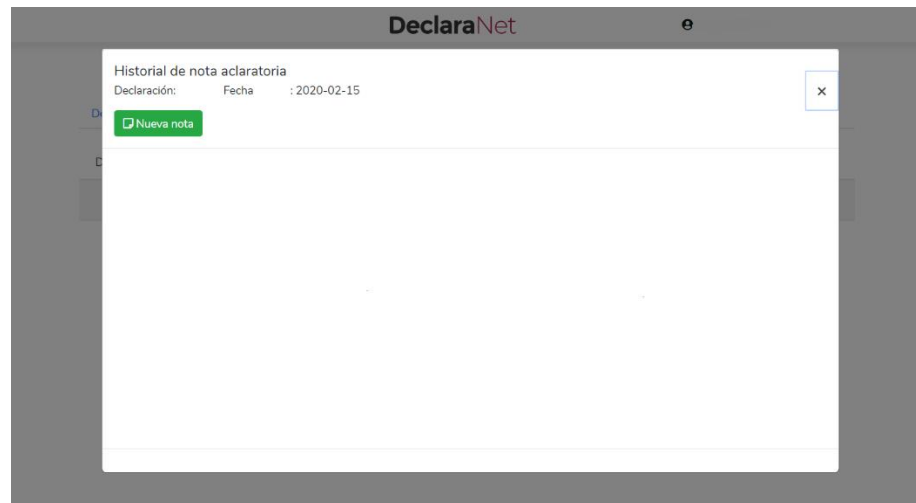 DeclaraNet
Historial de nota aclaratoria
Declaración: Fecha : 2020-02-15
Nueva nota